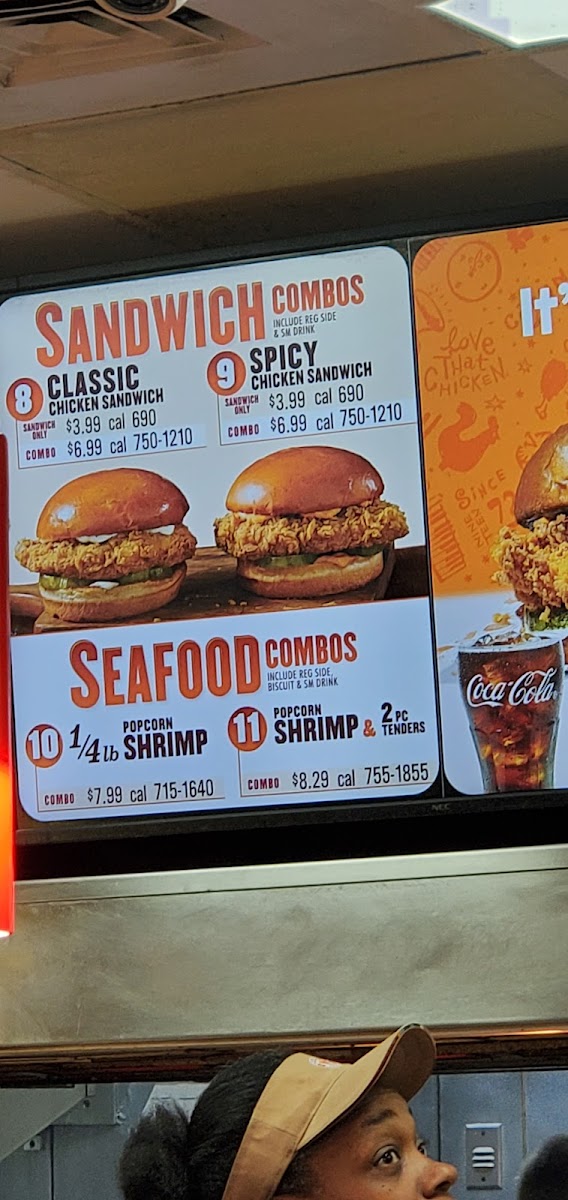 SANDWICH COMBOS
INCLUDE REG SIDE
& SM DRINK
8 CLASSIC
CHICKEN SANDWICH
SANDWICH ONLY $3.99 cal 690
COMBO $6.99 cal 750-1210
9 SPICY
CHICKEN SANDWICH
SANDWICH ONLY $3.99 cal 690
COMBO $6.99 cal 750-1210
SEAFOOD COMBOS
INCLUDE REG SIDE,
BISCUIT & SM DRINK
10 1/4 lb POPCORN
SHRIMP
COMBO $7.99 cal 715-1640
11 POPCORN
SHRIMP & 2 PC
TENDERS
COMBO $8.29 cal 755-1855
It'
Love
THAT
CHICKEN
SINCE
72
Coca-Cola
NEC